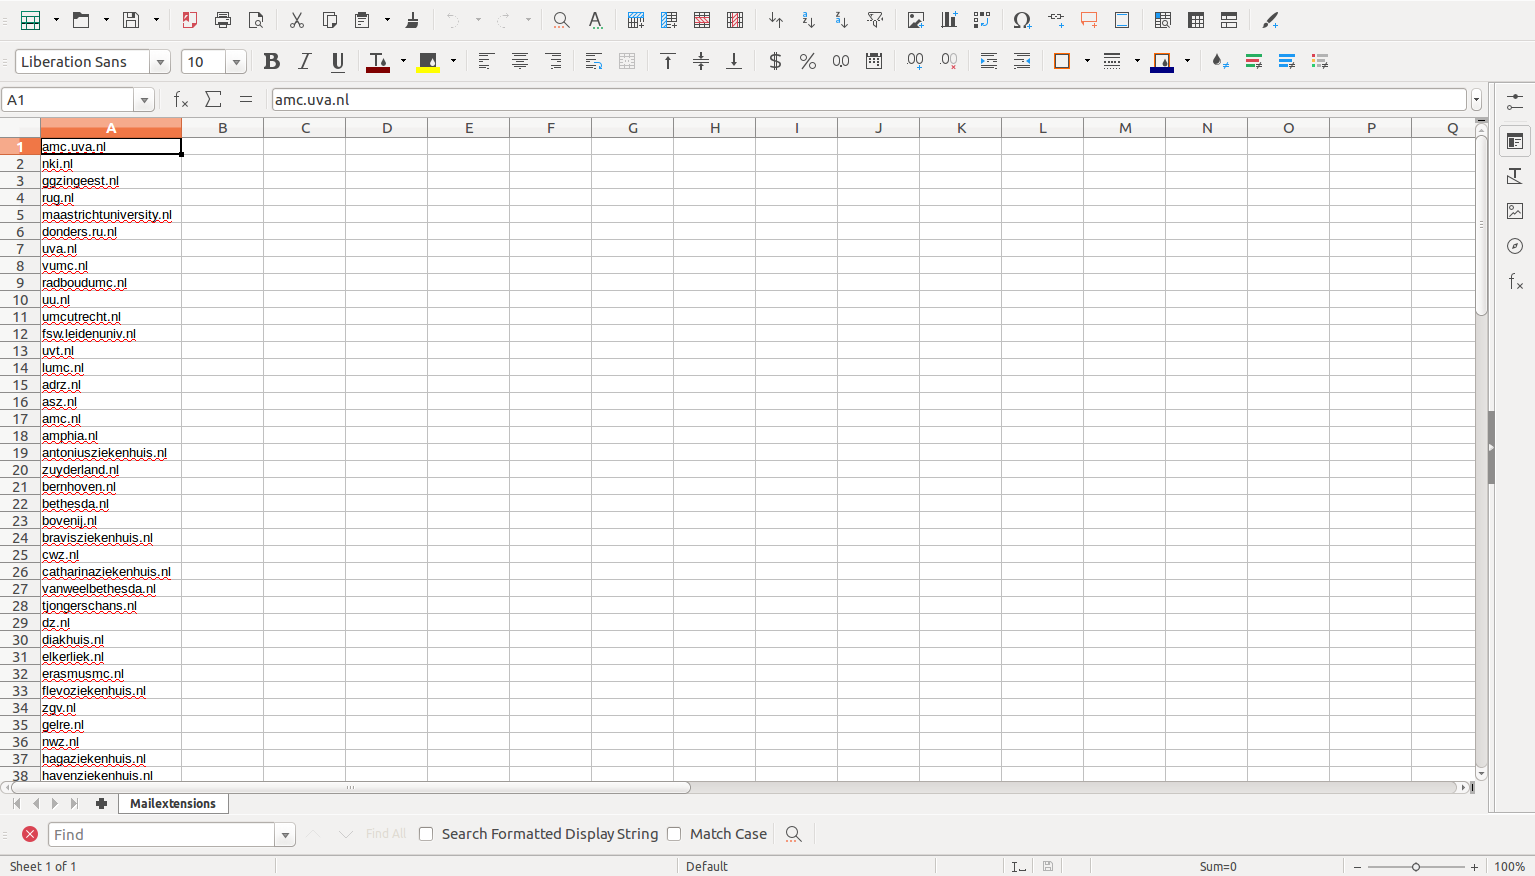 Liberation Sans
10
A1
amc.uva.nl
A B C D E F G H I J K L M N O P Q
1 amc.uva.nl
2 nki.nl
3 ggzingeest.nl
4 rug.nl
5 maastrichtuniversity.nl
6 donders.ru.nl
7 uva.nl
8 vumc.nl
9 radboudumc.nl
10 uu.nl
11 umcutrecht.nl
12 fsw.leidenuniv.nl
13 uvt.nl
14 lumc.nl
15 adrz.nl
16 asz.nl
17 amc.nl
18 amphia.nl
19 antoniusziekenhuis.nl
20 zuyderland.nl
21 bernhoven.nl
22 bethesda.nl
23 bovenij.nl
24 bravisziekenhuis.nl
25 cwz.nl
26 catharinaziekenhuis.nl
27 vanweelbethesda.nl
28 tjongerschans.nl
29 dz.nl
30 diakhuis.nl
31 elkerliek.nl
32 erasmusmc.nl
33 flevoziekenhuis.nl
34 zgv.nl
35 gelre.nl
36 nwz.nl
37 hagaziekenhuis.nl
38 havenziekenhuis.nl
Mailextensions
Find Find All Search Formatted Display String Match Case
Sheet 1 of 1 Default Sum=0 100%